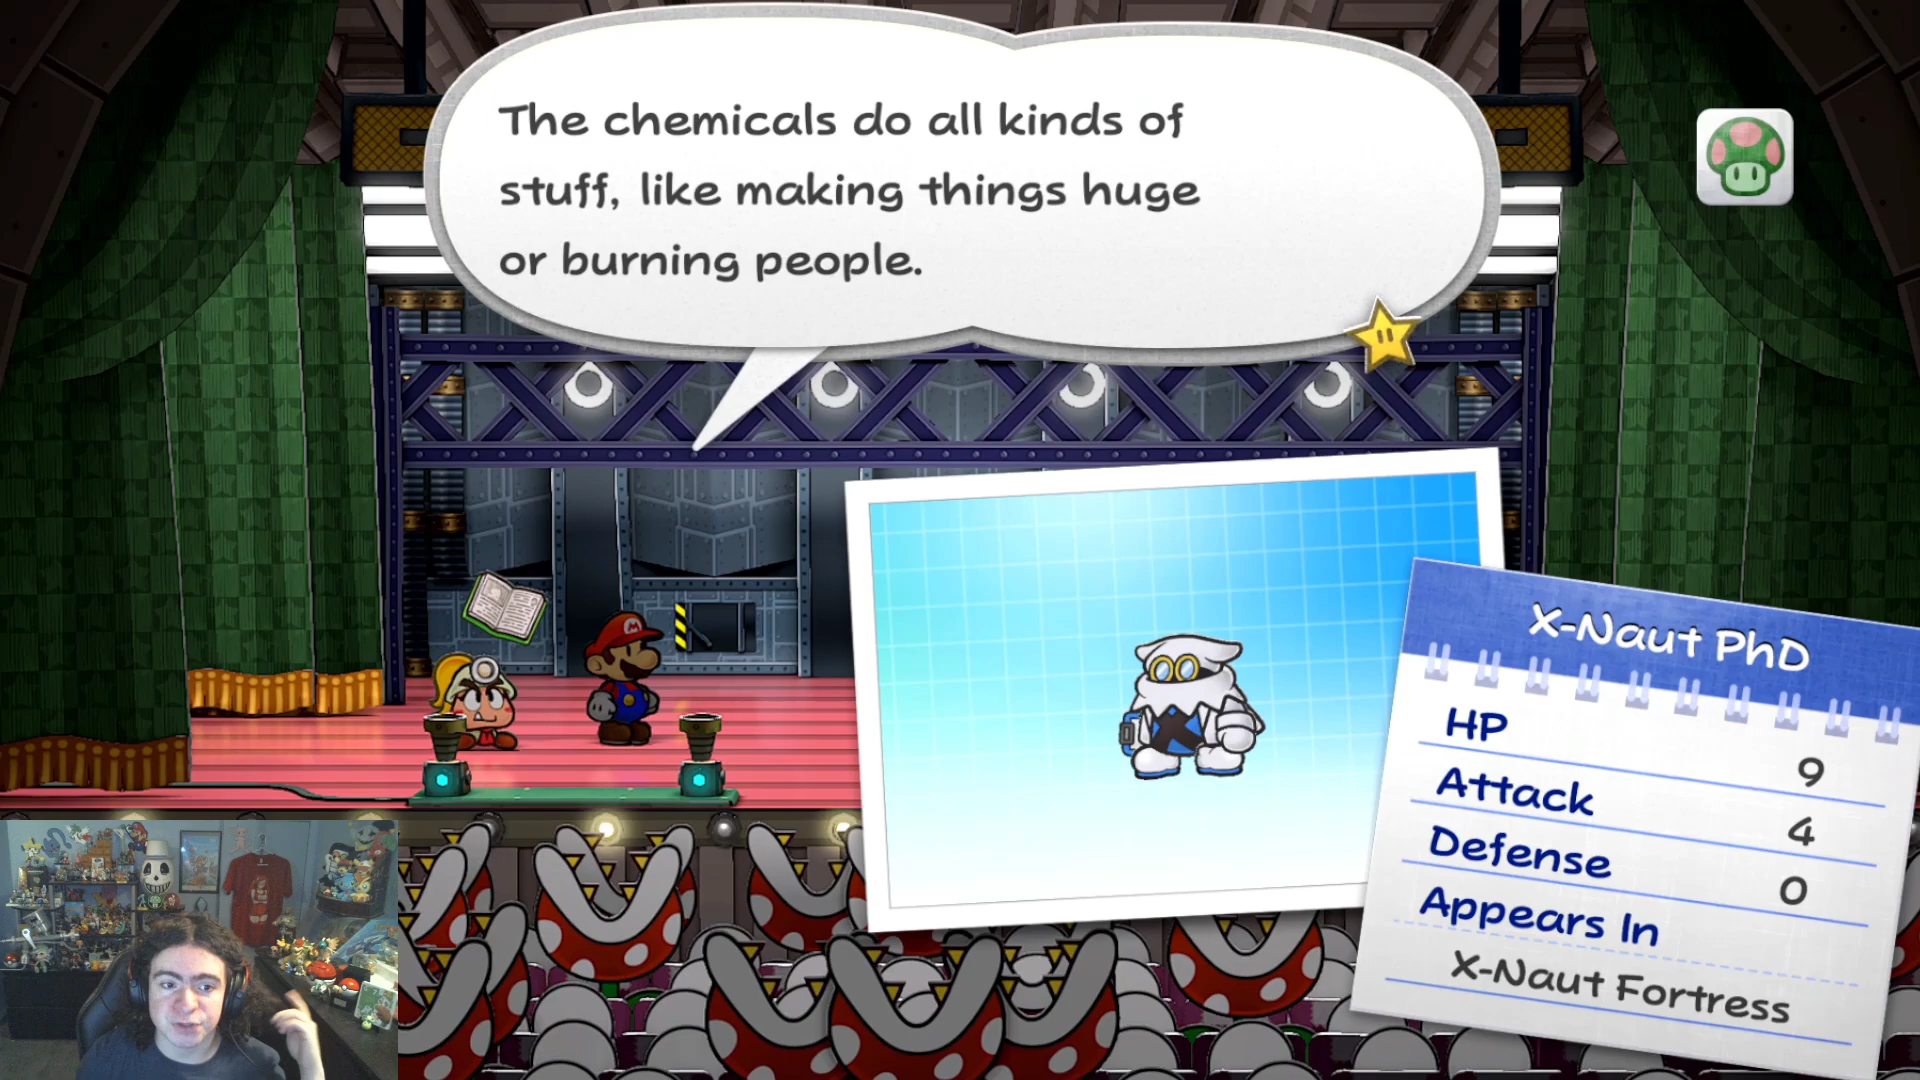 The chemicals do all kinds of
stuff, like making things huge
or burning people.
X-Naut PhD
HP 9
Attack 4
Defense 0
Appears In
X-Naut Fortress
M